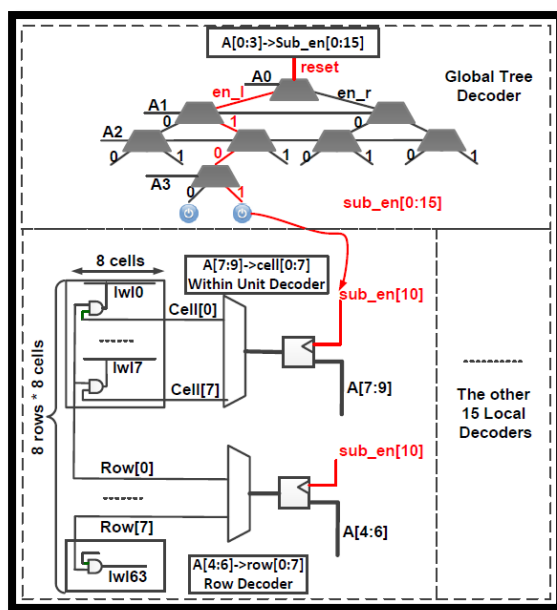 A[0:3]->Sub_en[0:15]
reset
A0
Global Tree
Decoder
en_l
en_r
A1
0 1 0
A2
0 1 0 1 0 1
A3
0 1
sub_en[0:15]
8 cells
A[7:9]->cell[0:7]
Within Unit Decoder
lwl0
Cell[0]
sub_en[10]
lwl7
Cell[7]
A[7:9]
8 rows * 8 cells
The other
15 Local
Decoders
Row[0]
sub_en[10]
Row[7]
A[4:6]
lwl63
A[4:6]->row[0:7]
Row Decoder